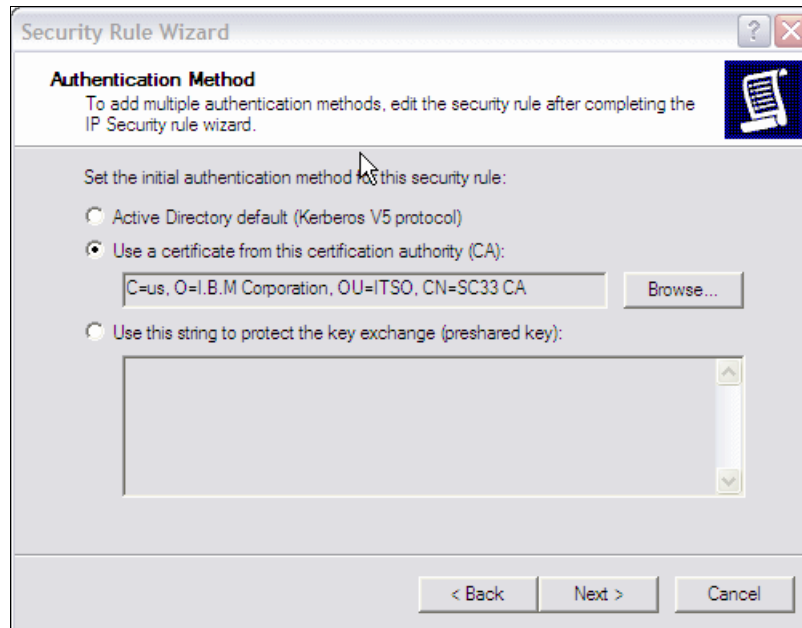 Security Rule Wizard
Authentication Method
To add multiple authentication methods, edit the security rule after completing the
IP Security rule wizard.
Set the initial authentication method for this security rule:
Active Directory default (Kerberos V5 protocol)
Use a certificate from this certification authority (CA):
C=us, O=I.B.M Corporation, OU=ITSO, CN=SC33 CA
Browse...
Use this string to protect the key exchange (preshared key):
< Back
Next >
Cancel